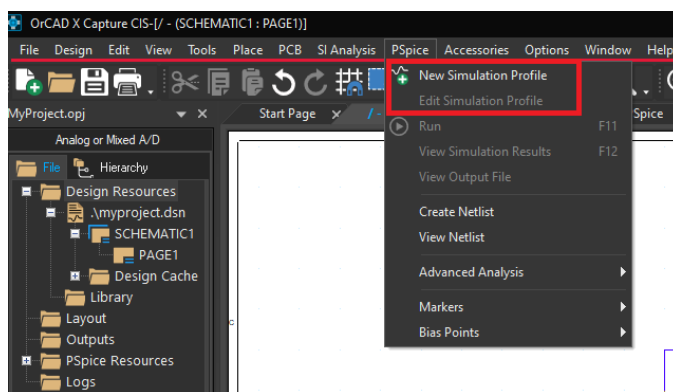 OrCAD X Capture CIS-[/ - (SCHEMATIC1 : PAGE1)]
File Design Edit View Tools Place PCB SI Analysis PSpice Accessories Options Window Help
MyProject.opj
Start Page
/ -
Spice
Analog or Mixed A/D
File Hierarchy
Design Resources
.\myproject.dsn
SCHEMATIC1
PAGE1
Design Cache
Library
Layout
Outputs
PSpice Resources
Logs
New Simulation Profile
Edit Simulation Profile
Run F11
View Simulation Results F12
View Output File
Create Netlist
View Netlist
Advanced Analysis
Markers
Bias Points
C